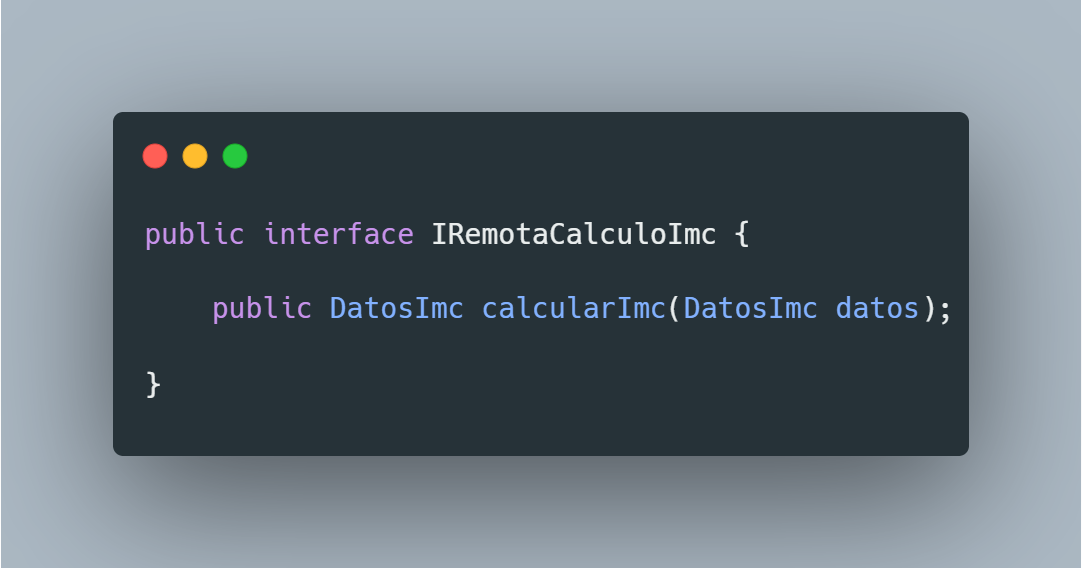 public interface IRemotaCalculoImc {
public DatosImc calcularImc(DatosImc datos);
}